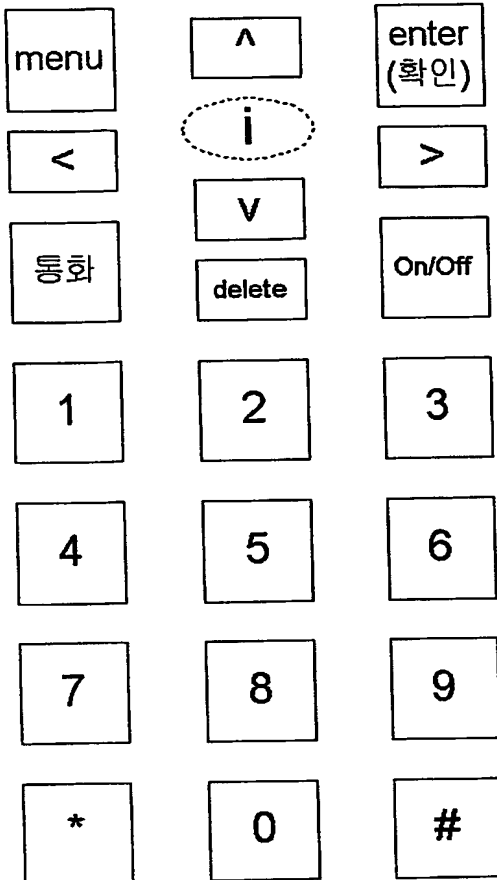 menu
^
enter
(확인)
i
<
>
v
통화
delete
On/Off
1
2
3
4
5
6
7
8
9
*
0
#